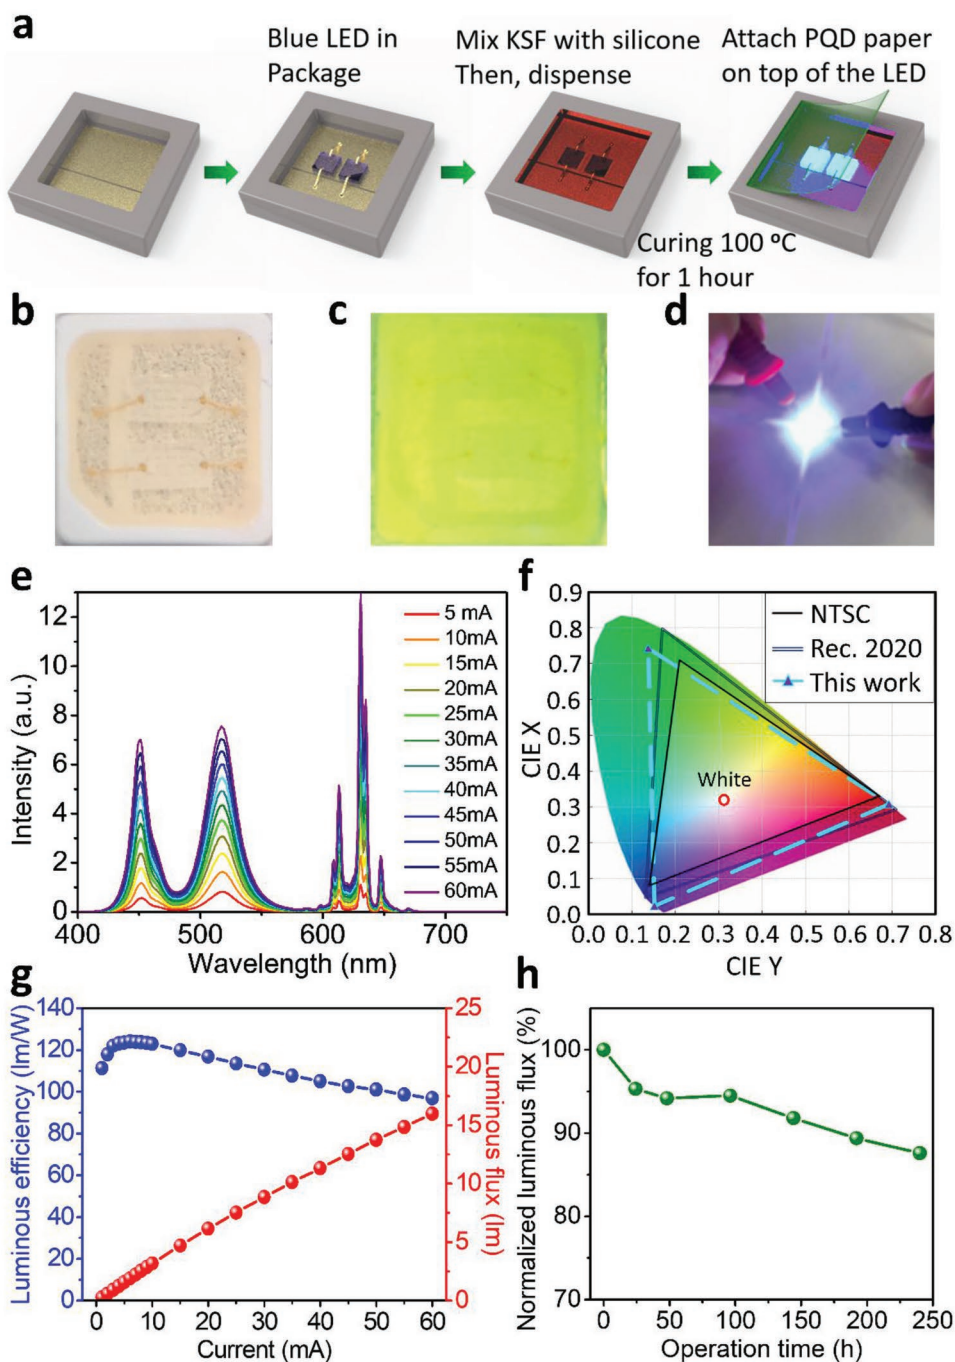 a
Blue LED in
Package
Mix KSF with silicone
Then, dispense
Attach PQD paper
on top of the LED
Curing 100 ºC
for 1 hour
b
c
d
e
Intensity (a.u.)
12
10
8
6
4
2
0
400
500
600
700
Wavelength (nm)
5 mA
10mA
15mA
20mA
25mA
30mA
35mA
40mA
45mA
50mA
55mA
60mA
f
CIE X
0.9
0.8
0.7
0.6
0.5
0.4
0.3
0.2
0.1
0.0
0.0 0.1 0.2 0.3 0.4 0.5 0.6 0.7 0.8
CIE Y
NTSC
Rec. 2020
This work
White
g
Luminous efficiency (lm/W)
140
120
100
80
60
40
20
0
0 10 20 30 40 50 60
Current (mA)
25
20
15
10
5
0
Luminous flux (lm)
h
Normalized luminous flux (%)
100
90
80
70
0 50 100 150 200 250
Operation time (h)